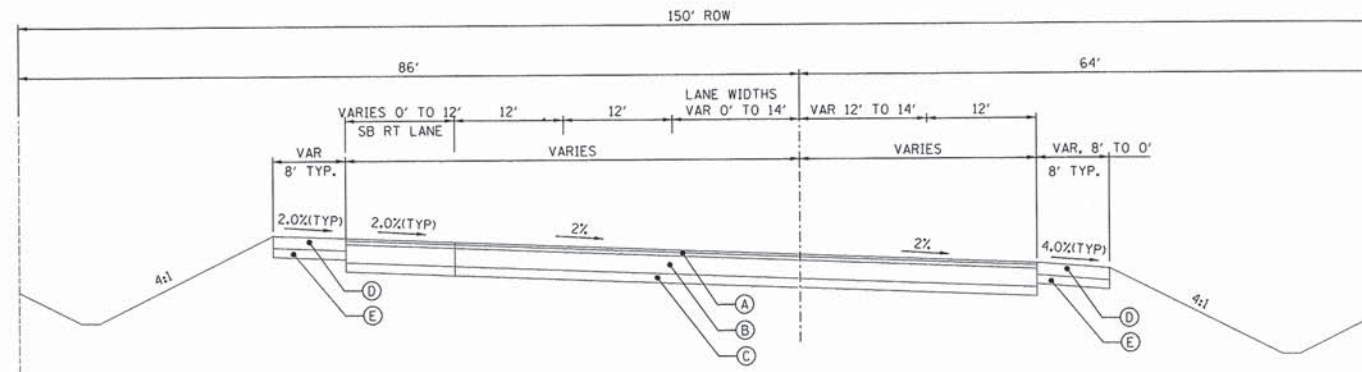 150' ROW
86'
64'
LANE WIDTHS
VARIES 0' TO 12'
12'
12'
VAR 0' TO 14'
VAR 12' TO 14'
12'
SB RT LANE
VAR
VARIES
VARIES
VAR. 8' TO 0'
8' TYP.
8' TYP.
2.0%(TYP)
2.0%(TYP)
2%
2%
4.0%(TYP)
4:1
4:1
D
E
A
B
C
D
E